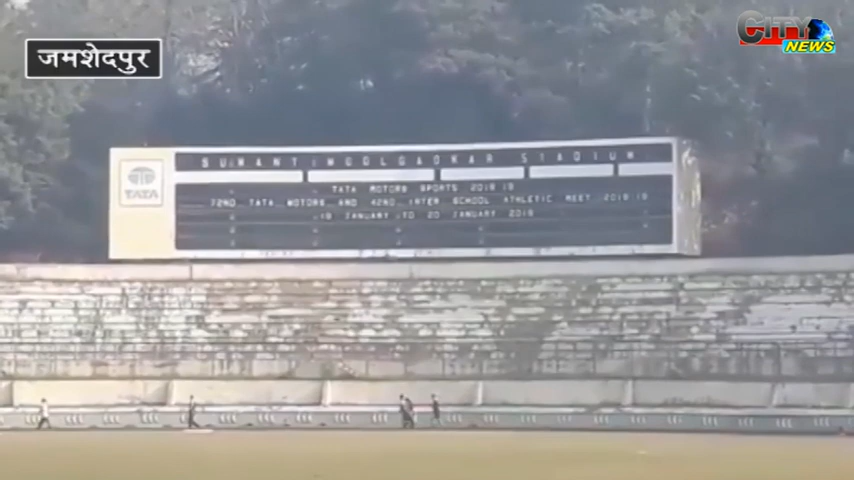 जमशेदपुर
CITY NEWS
SUMANT MOOLGAOKAR STADIUM
TATA
TATA MOTORS SPORTS 2018 19
72ND TATA MOTORS AND 42ND INTER SCHOOL ATHLETIC MEET 2018 19
19 JANUARY TO 20 JANUARY 2019